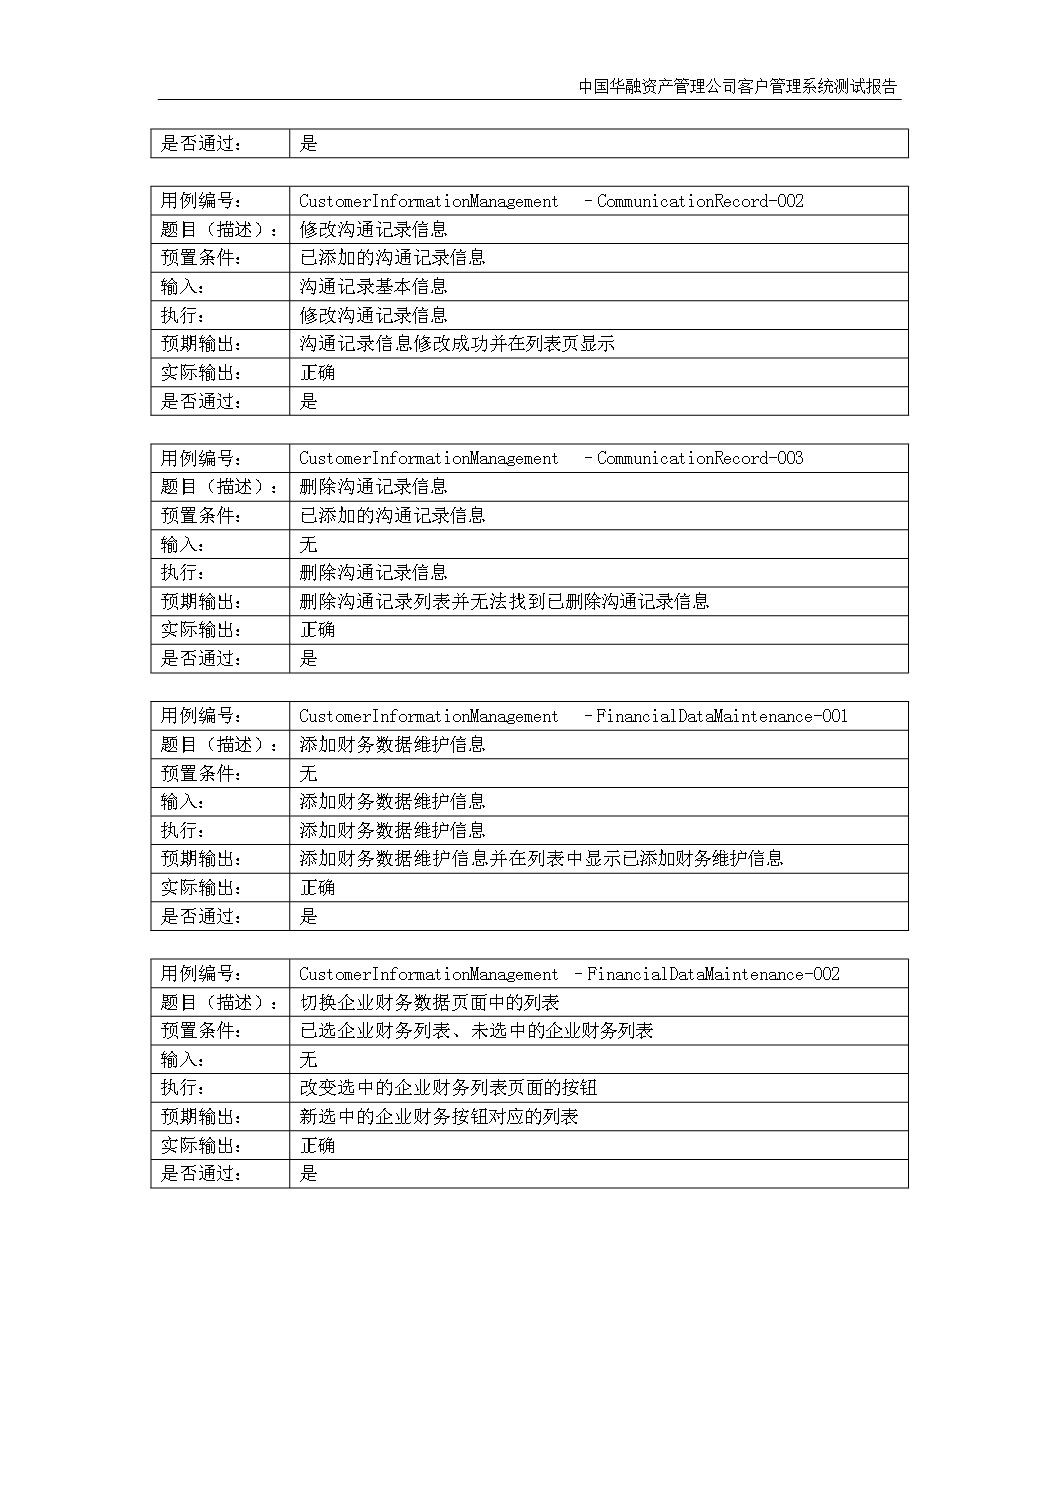 中国华融资产管理公司客户管理系统测试报告
是否通过： 是
用例编号： CustomerInformationManagement －CommunicationRecord-002
题目（描述）： 修改沟通记录信息
预置条件： 已添加的沟通记录信息
输入： 沟通记录基本信息
执行： 修改沟通记录信息
预期输出： 沟通记录信息修改成功并在列表页显示
实际输出： 正确
是否通过： 是
用例编号： CustomerInformationManagement －CommunicationRecord-003
题目（描述）： 删除沟通记录信息
预置条件： 已添加的沟通记录信息
输入： 无
执行： 删除沟通记录信息
预期输出： 删除沟通记录列表并无法找到已删除沟通记录信息
实际输出： 正确
是否通过： 是
用例编号： CustomerInformationManagement －FinancialDataMaintenance-001
题目（描述）： 添加财务数据维护信息
预置条件： 无
输入： 添加财务数据维护信息
执行： 添加财务数据维护信息
预期输出： 添加财务数据维护信息并在列表中显示已添加财务维护信息
实际输出： 正确
是否通过： 是
用例编号： CustomerInformationManagement －FinancialDataMaintenance-002
题目（描述）： 切换企业财务数据页面中的列表
预置条件： 已选企业财务列表、未选中的企业财务列表
输入： 无
执行： 改变选中的企业财务列表页面的按钮
预期输出： 新选中的企业财务按钮对应的列表
实际输出： 正确
是否通过： 是